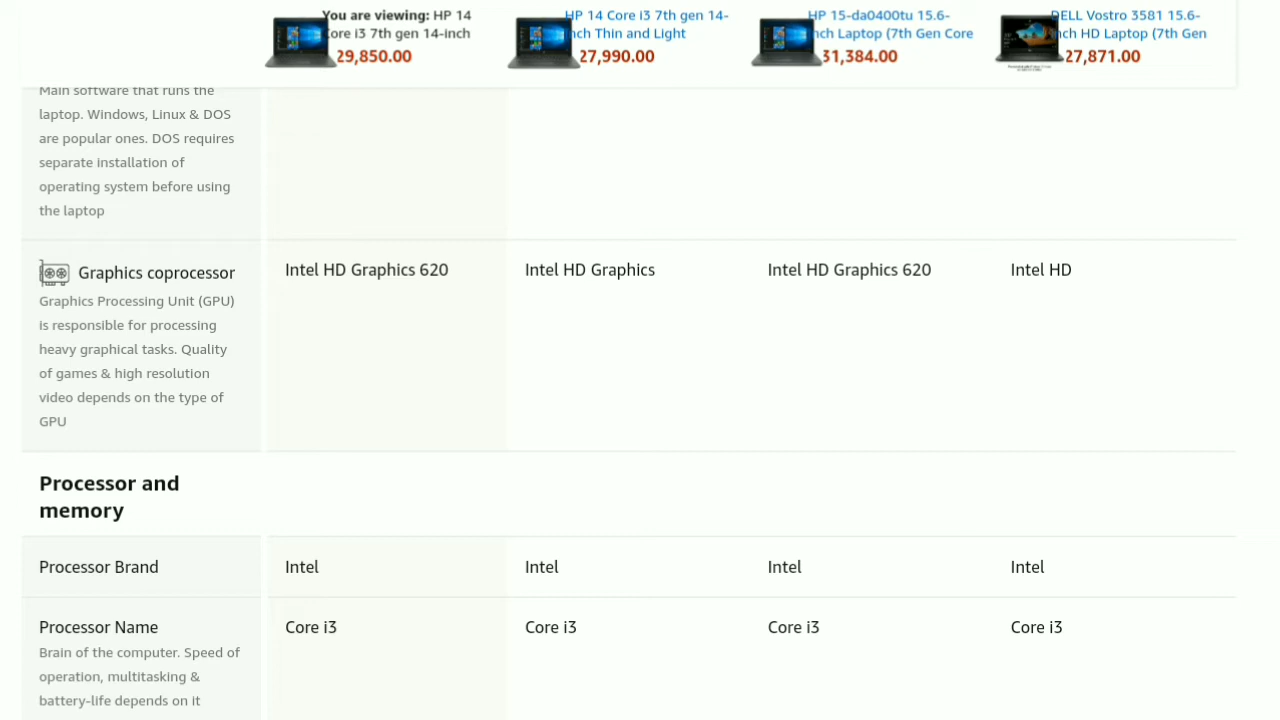 You are viewing: HP 14
Core i3 7th gen 14-inch
29,850.00
HP 14 Core i3 7th gen 14-
inch Thin and Light
27,990.00
HP 15-da0400tu 15.6-
inch Laptop (7th Gen Core
31,384.00
DELL Vostro 3581 15.6-
inch HD Laptop (7th Gen
27,871.00
Main software that runs the
laptop. Windows, Linux & DOS
are popular ones. DOS requires
separate installation of
operating system before using
the laptop
Graphics coprocessor
Graphics Processing Unit (GPU)
is responsible for processing
heavy graphical tasks. Quality
of games & high resolution
video depends on the type of
GPU
Intel HD Graphics 620
Intel HD Graphics
Intel HD Graphics 620
Intel HD
Processor and
memory
Processor Brand
Intel
Intel
Intel
Intel
Processor Name
Brain of the computer. Speed of
operation, multitasking &
battery-life depends on it
Core i3
Core i3
Core i3
Core i3